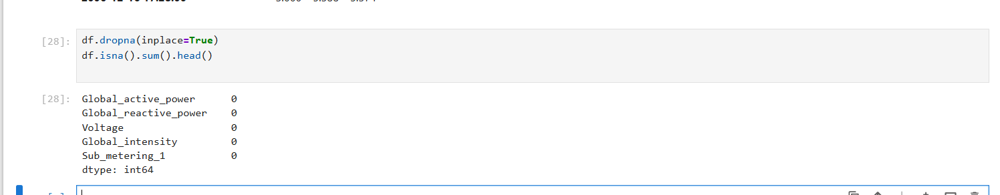 [28]:
df.dropna(inplace=True)
df.isna().sum().head()
[28]:
Global_active_power 0
Global_reactive_power 0
Voltage 0
Global_intensity 0
Sub_metering_1 0
dtype: int64